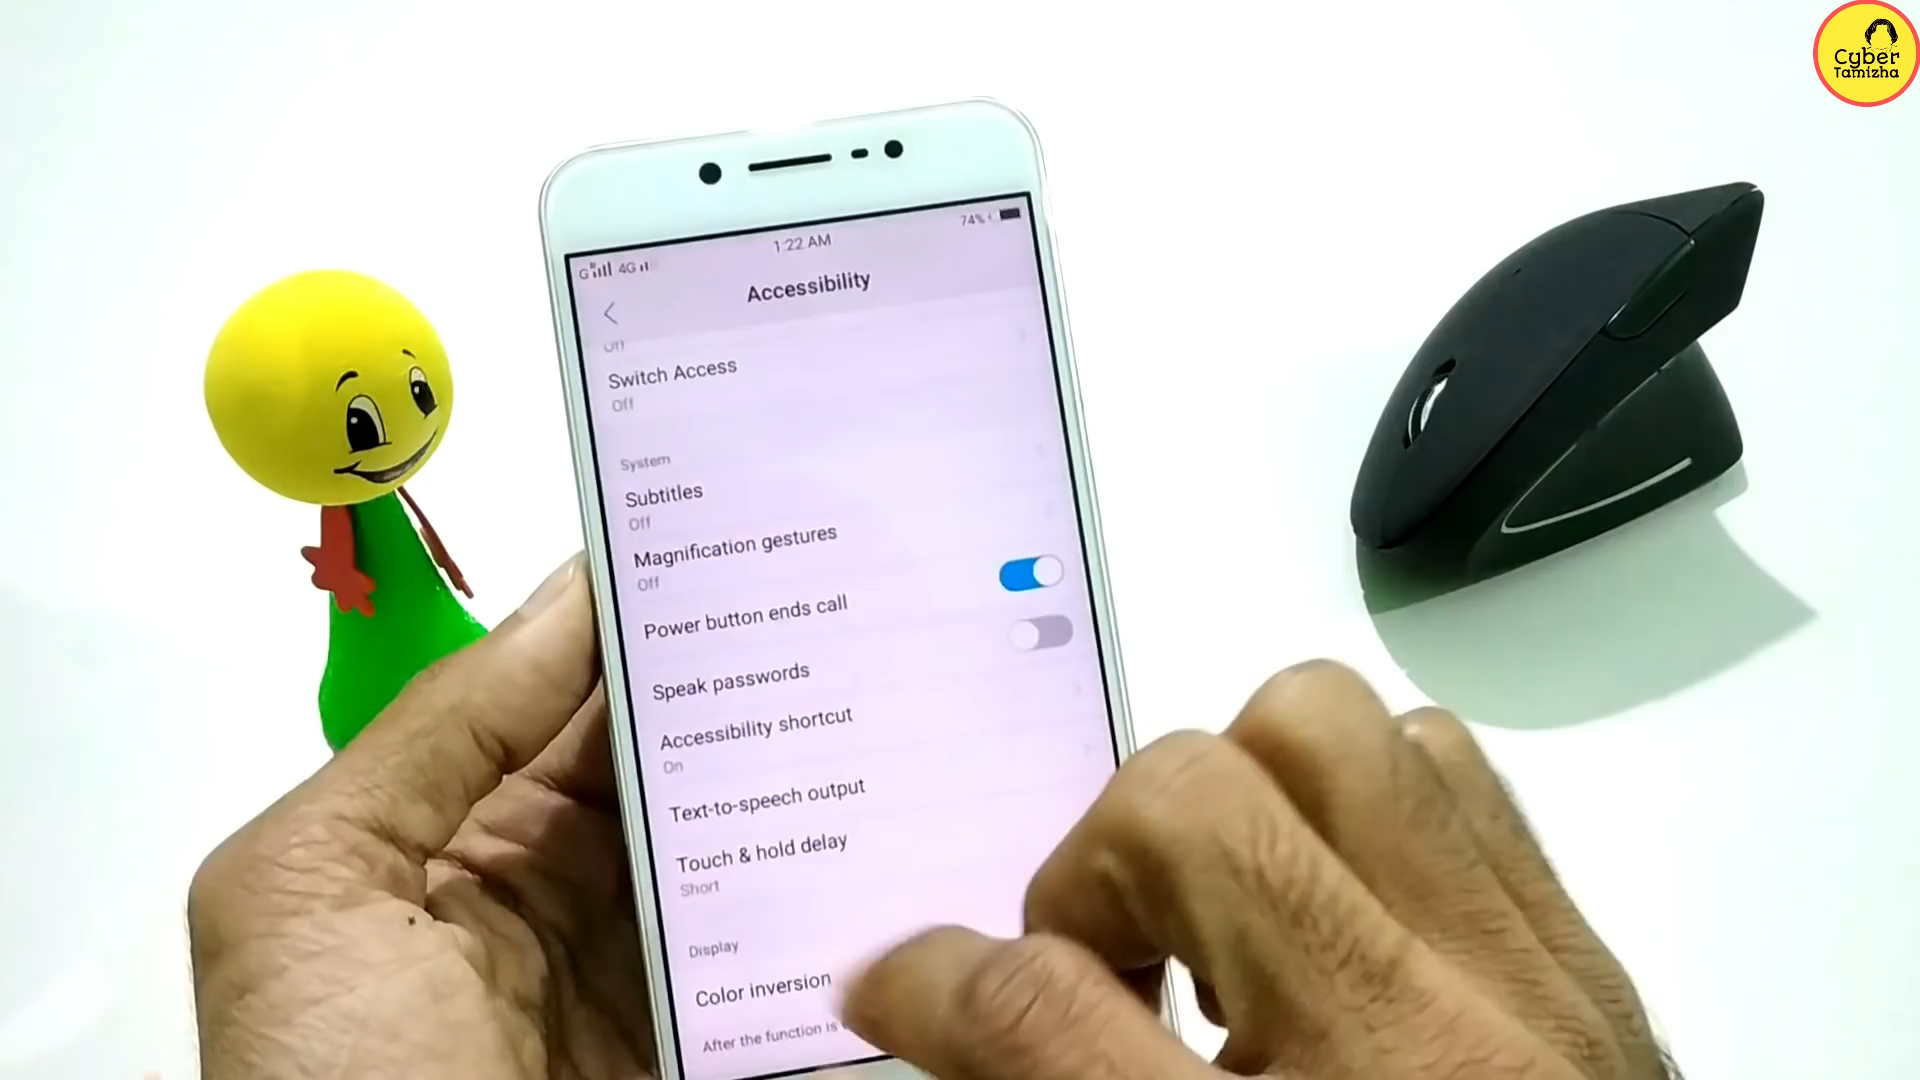 Cyber
Tamizha
74%
1:22 AM
G R 4G
Accessibility
Off
Switch Access
Off
System
Subtitles
Off
Magnification gestures
Off
Power button ends call
Speak passwords
Accessibility shortcut
On
Text-to-speech output
Touch & hold delay
Short
Display
Color inversion
After the function is